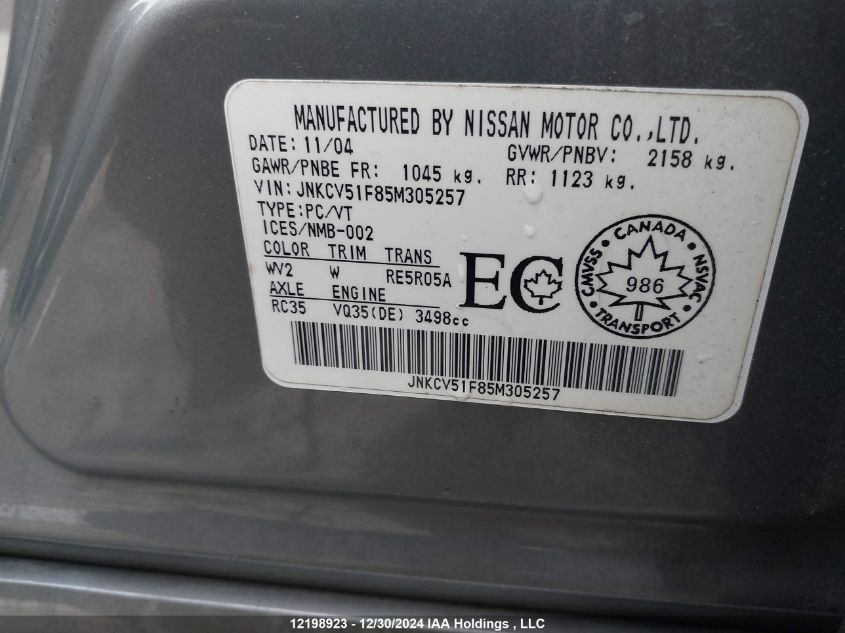 MANUFACTURED BY NISSAN MOTOR CO.,LTD.
DATE: 11/04 GVWR/PNBV: 2158 kg.
GAWR/PNBE FR: 1045 kg. RR: 1123 kg.
VIN:JNKCV51F85M305257
TYPE:PC/VT
ICES/NMB-002
COLOR TRIM TRANS
WV2 W RE5R05A
AXLE ENGINE
RC35 VQ35(DE) 3498cc
EC
CANADA
CMVSS 986 NSVAC
TRANSPORT
JNKCV51F85M305257
12198923 - 12/30/2024 IAA Holdings , LLC